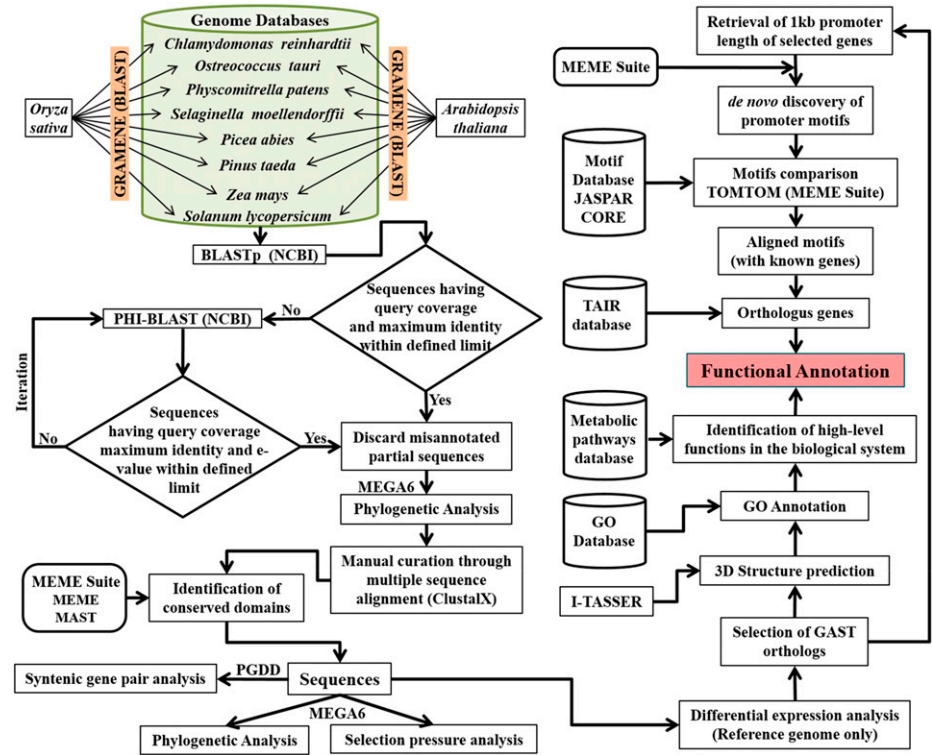 Genome Databases
Chlamydomonas reinhardtii
Ostreococcus tauri
Physcomitrella patens
Selaginella moellendorffii
Picea abies
Pinus taeda
Zea mays
Solanum lycopersicum
Oryza
sativa
GRAMENE (BLAST)
GRAMENE (BLAST)
Arabidopsis
thaliana
BLASTp (NCBI)
Sequences having
query coverage
and maximum identity
within defined limit
No
PHI-BLAST (NCBI)
Iteration
Yes
Sequences
having query coverage
maximum identity and e-
value within defined
limit
No
Yes
Discard misannotated
partial sequences
MEGA6
Phylogenetic Analysis
Manual curation through
multiple sequence
alignment (ClustalX)
Identification of
conserved domains
MEME Suite
MEME
MAST
Sequences
PGDD
Syntenic gene pair analysis
MEGA6
Phylogenetic Analysis
Selection pressure analysis
Retrieval of 1kb promoter
length of selected genes
MEME Suite
de novo discovery of
promoter motifs
Motif
Database
JASPAR
CORE
Motifs comparison
TOMTOM (MEME Suite)
Aligned motifs
(with known genes)
TAIR
database
Orthologus genes
Functional Annotation
Metabolic
pathways
database
Identification of high-level
functions in the biological system
GO
Database
GO Annotation
I-TASSER
3D Structure prediction
Selection of GAST
orthologs
Differential expression analysis
(Reference genome only)